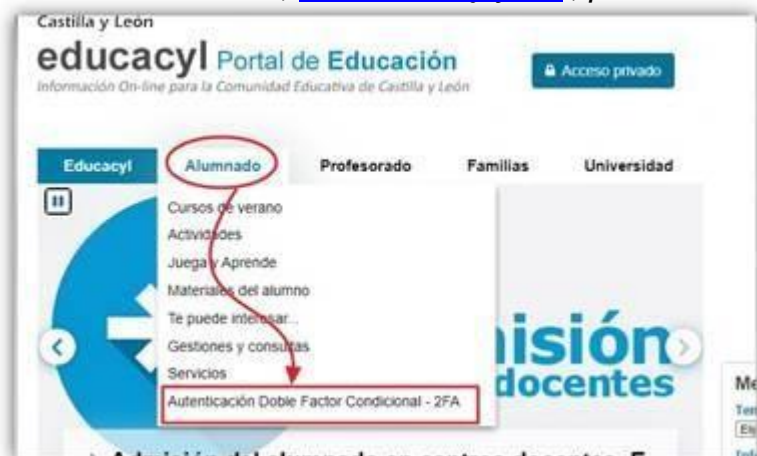 Castilla y León
educacyl Portal de Educación
Información On-line para la Comunidad Educativa de Castilla y León
Acceso privado
Educacyl Alumnado Profesorado Familias Universidad
Cursos de verano
Actividades
Juega y Aprende
Materiales del alumno
Te puede interesar...
Gestiones y consultas
Servicios
Autenticación Doble Factor Condicional - 2FA
isión
docentes
Me